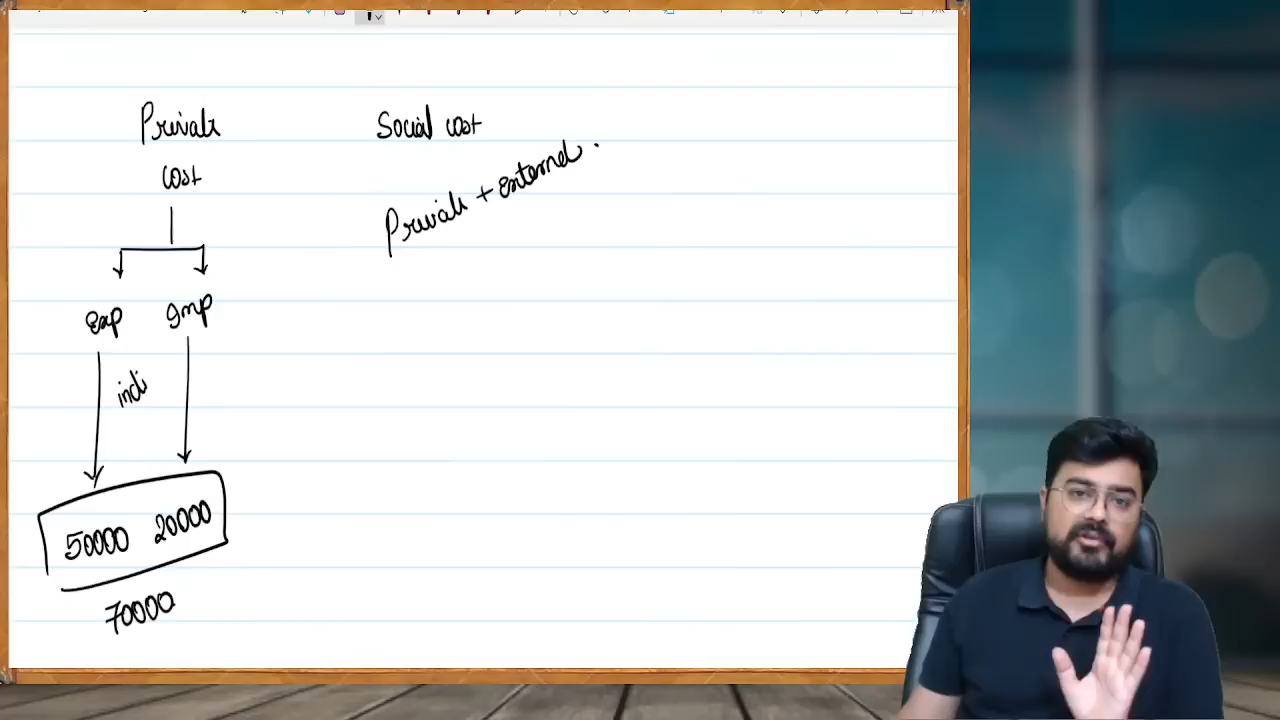 Private
cost
Exp Imp
indi
50000 20000
70000
Social cost
Private + External.